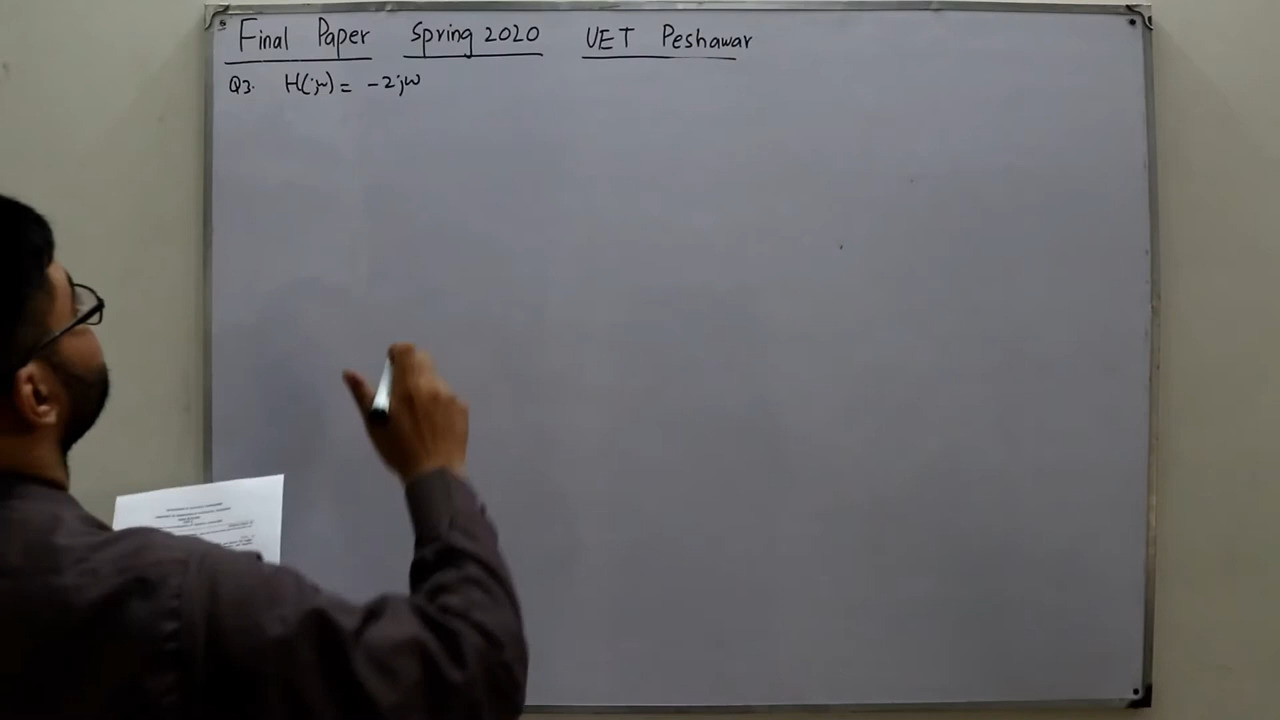 Final Paper Spring 2020 UET Peshawar
Q3. H(jω) = -2jω